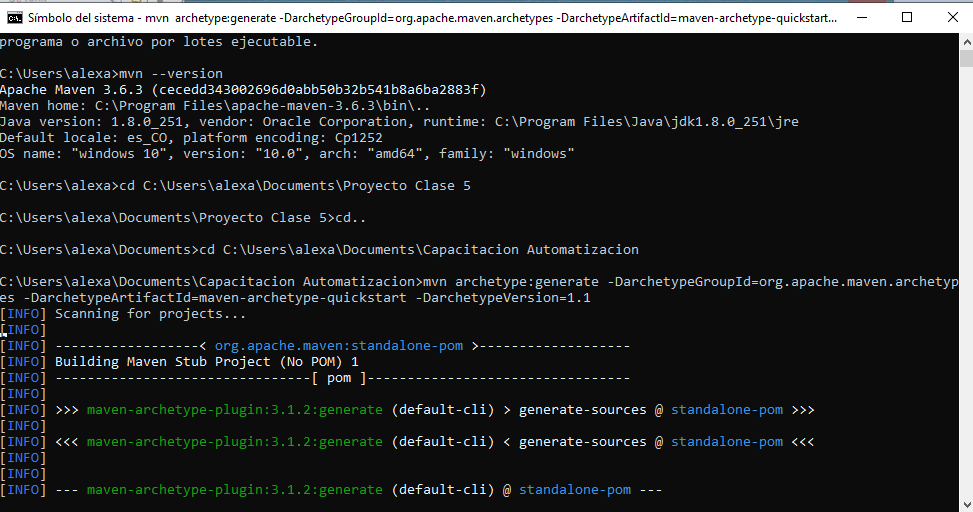 Símbolo del sistema - mvn archetype:generate -DarchetypeGroupId=org.apache.maven.archetypes -DarchetypeArtifactId=maven-archetype-quickstart...
programa o archivo por lotes ejecutable.
C:\Users\alexa>mvn --version
Apache Maven 3.6.3 (cecedd343002696d0abb50b32b541b8a6ba2883f)
Maven home: C:\Program Files\apache-maven-3.6.3\bin\..
Java version: 1.8.0_251, vendor: Oracle Corporation, runtime: C:\Program Files\Java\jdk1.8.0_251\jre
Default locale: es_CO, platform encoding: Cp1252
OS name: "windows 10", version: "10.0", arch: "amd64", family: "windows"
C:\Users\alexa>cd C:\Users\alexa\Documents\Proyecto Clase 5
C:\Users\alexa\Documents\Proyecto Clase 5>cd..
C:\Users\alexa\Documents>cd C:\Users\alexa\Documents\Capacitacion Automatizacion
C:\Users\alexa\Documents\Capacitacion Automatizacion>mvn archetype:generate -DarchetypeGroupId=org.apache.maven.archetyp
es -DarchetypeArtifactId=maven-archetype-quickstart -DarchetypeVersion=1.1
[INFO] Scanning for projects...
[INFO]
[INFO] -------------------< org.apache.maven:standalone-pom >-------------------
[INFO] Building Maven Stub Project (No POM) 1
[INFO] --------------------------------[ pom ]---------------------------------
[INFO]
[INFO] >>> maven-archetype-plugin:3.1.2:generate (default-cli) > generate-sources @ standalone-pom >>>
[INFO]
[INFO] <<< maven-archetype-plugin:3.1.2:generate (default-cli) < generate-sources @ standalone-pom <<<
[INFO]
[INFO]
[INFO] --- maven-archetype-plugin:3.1.2:generate (default-cli) @ standalone-pom ---